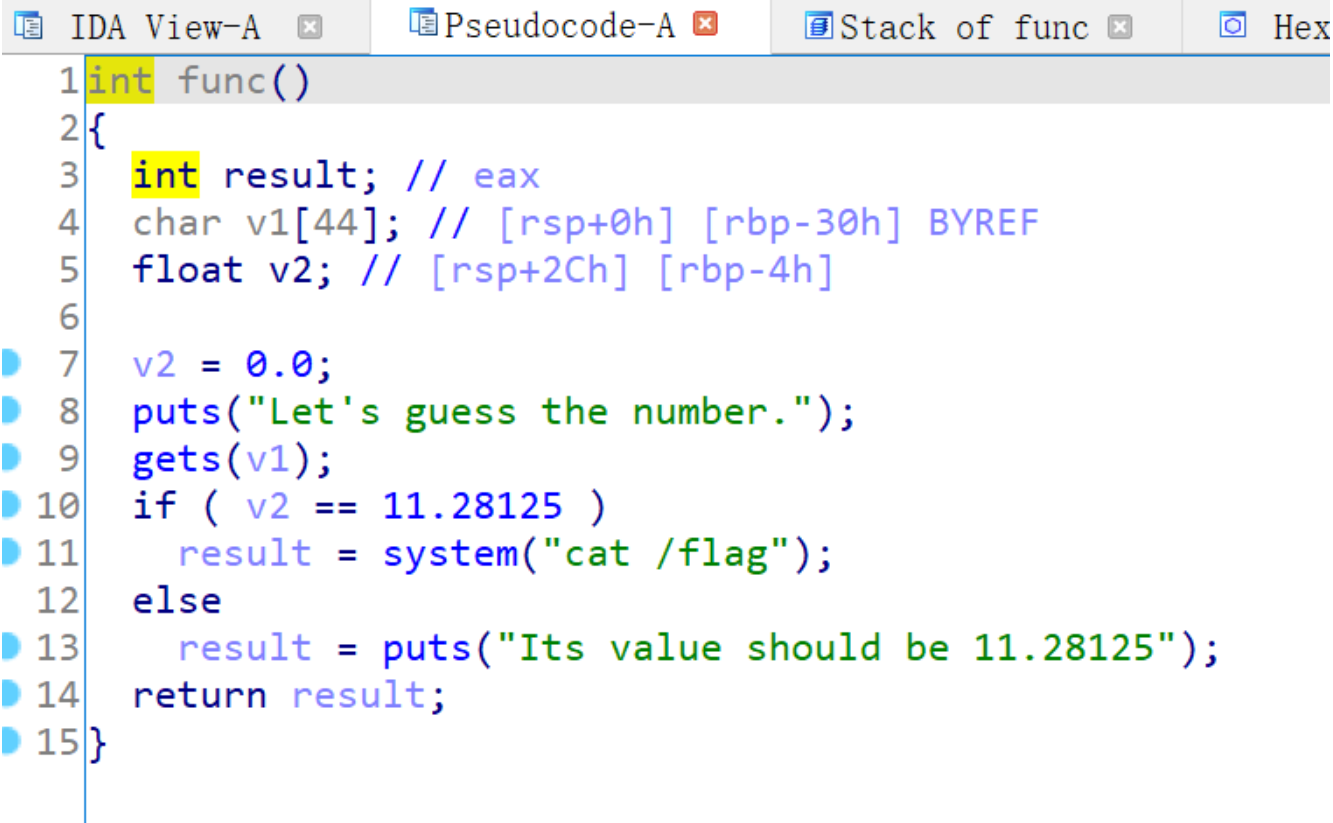 IDA View-A Pseudocode-A Stack of func Hex
1 int func()
2 {
3 int result; // eax
4 char v1[44]; // [rsp+0h] [rbp-30h] BYREF
5 float v2; // [rsp+2Ch] [rbp-4h]
6
7 v2 = 0.0;
8 puts("Let's guess the number.");
9 gets(v1);
10 if ( v2 == 11.28125 )
11 result = system("cat /flag");
12 else
13 result = puts("Its value should be 11.28125");
14 return result;
15 }